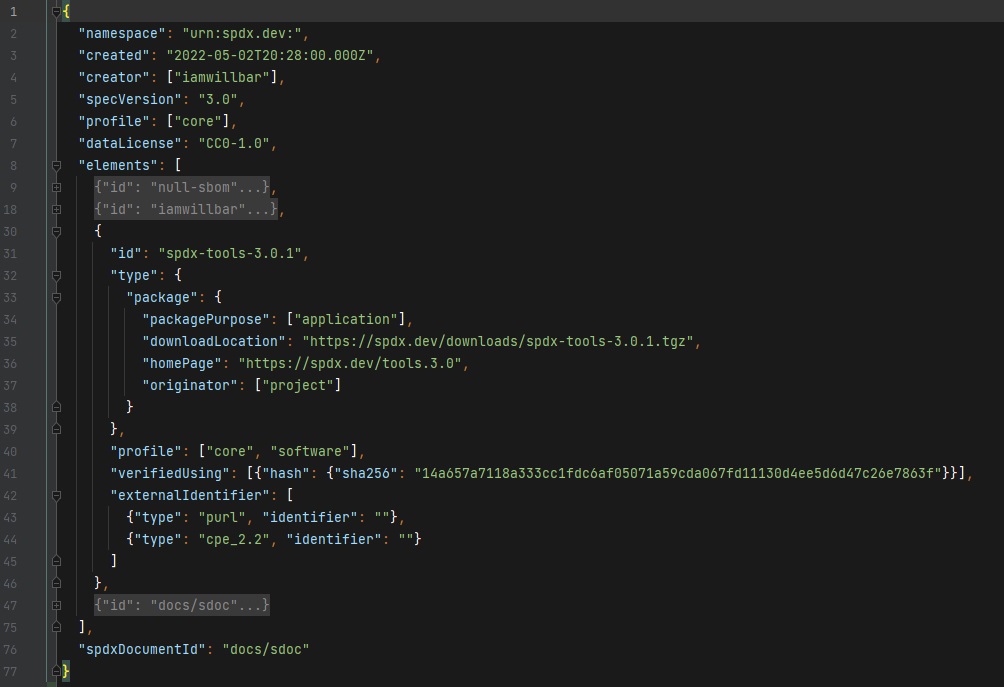 1 {
2 "namespace": "urn:spdx.dev:",
3 "created": "2022-05-02T20:28:00.000Z",
4 "creator": ["iamwillbar"],
5 "specVersion": "3.0",
6 "profile": ["core"],
7 "dataLicense": "CC0-1.0",
8 "elements": [
9 {"id": "null-sbom"...},
18 {"id": "iamwillbar"...},
30 {
31 "id": "spdx-tools-3.0.1",
32 "type": {
33 "package": {
34 "packagePurpose": ["application"],
35 "downloadLocation": "https://spdx.dev/downloads/spdx-tools-3.0.1.tgz",
36 "homePage": "https://spdx.dev/tools.3.0",
37 "originator": ["project"]
38 }
39 },
40 "profile": ["core", "software"],
41 "verifiedUsing": [{"hash": {"sha256": "14a657a7118a333cc1fdc6af05071a59cda067fd11130d4ee5d6d47c26e7863f"}}],
42 "externalIdentifier": [
43 {"type": "purl", "identifier": ""},
44 {"type": "cpe_2.2", "identifier": ""}
45 ]
46 },
47 {"id": "docs/sdoc"...}
75 ],
76 "spdxDocumentId": "docs/sdoc"
77 }